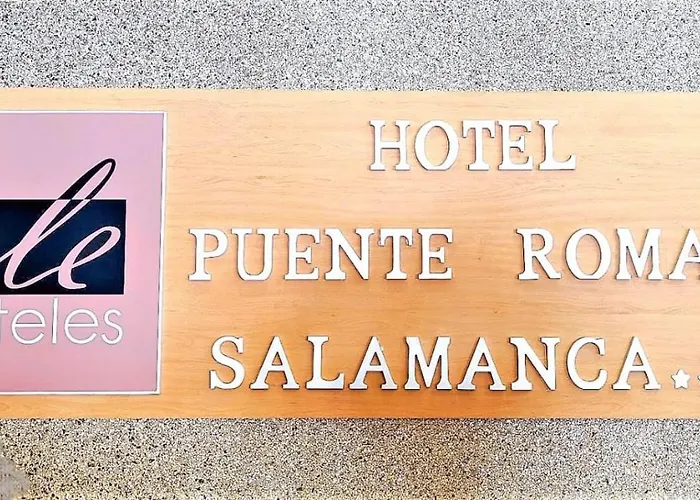 HOTEL
PUENTE ROMA
SALAMANCA
le
teles